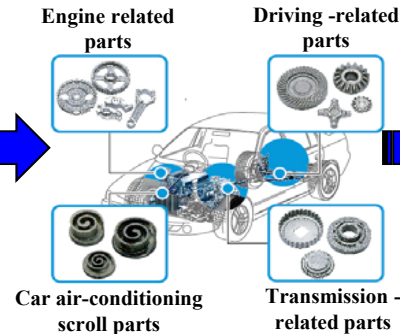 Engine related
parts
Driving -related
parts
Car air-conditioning
scroll parts
Transmission -
related parts